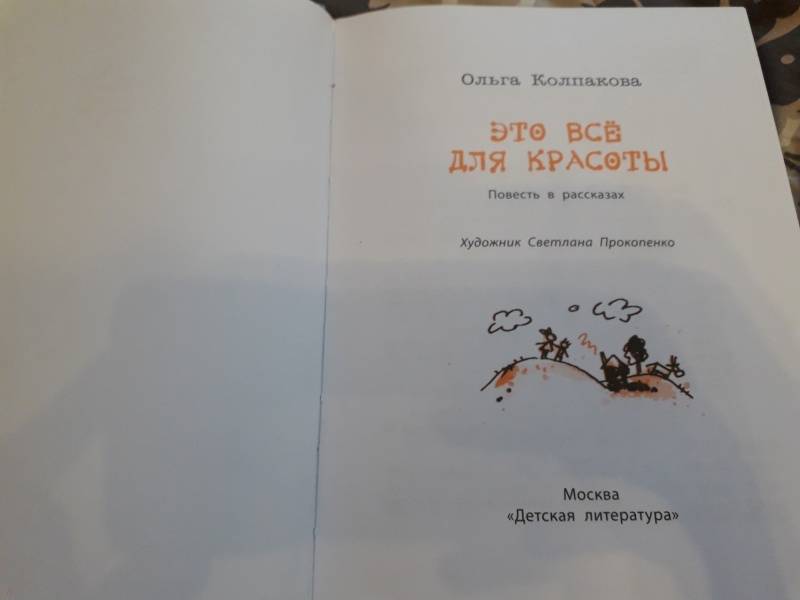 Ольга Колпакова
ЭТО ВСЁ
ДЛЯ КРАСОТЫ
Повесть в рассказах
Художник Светлана Прокопенко
Москва
«Детская литература»